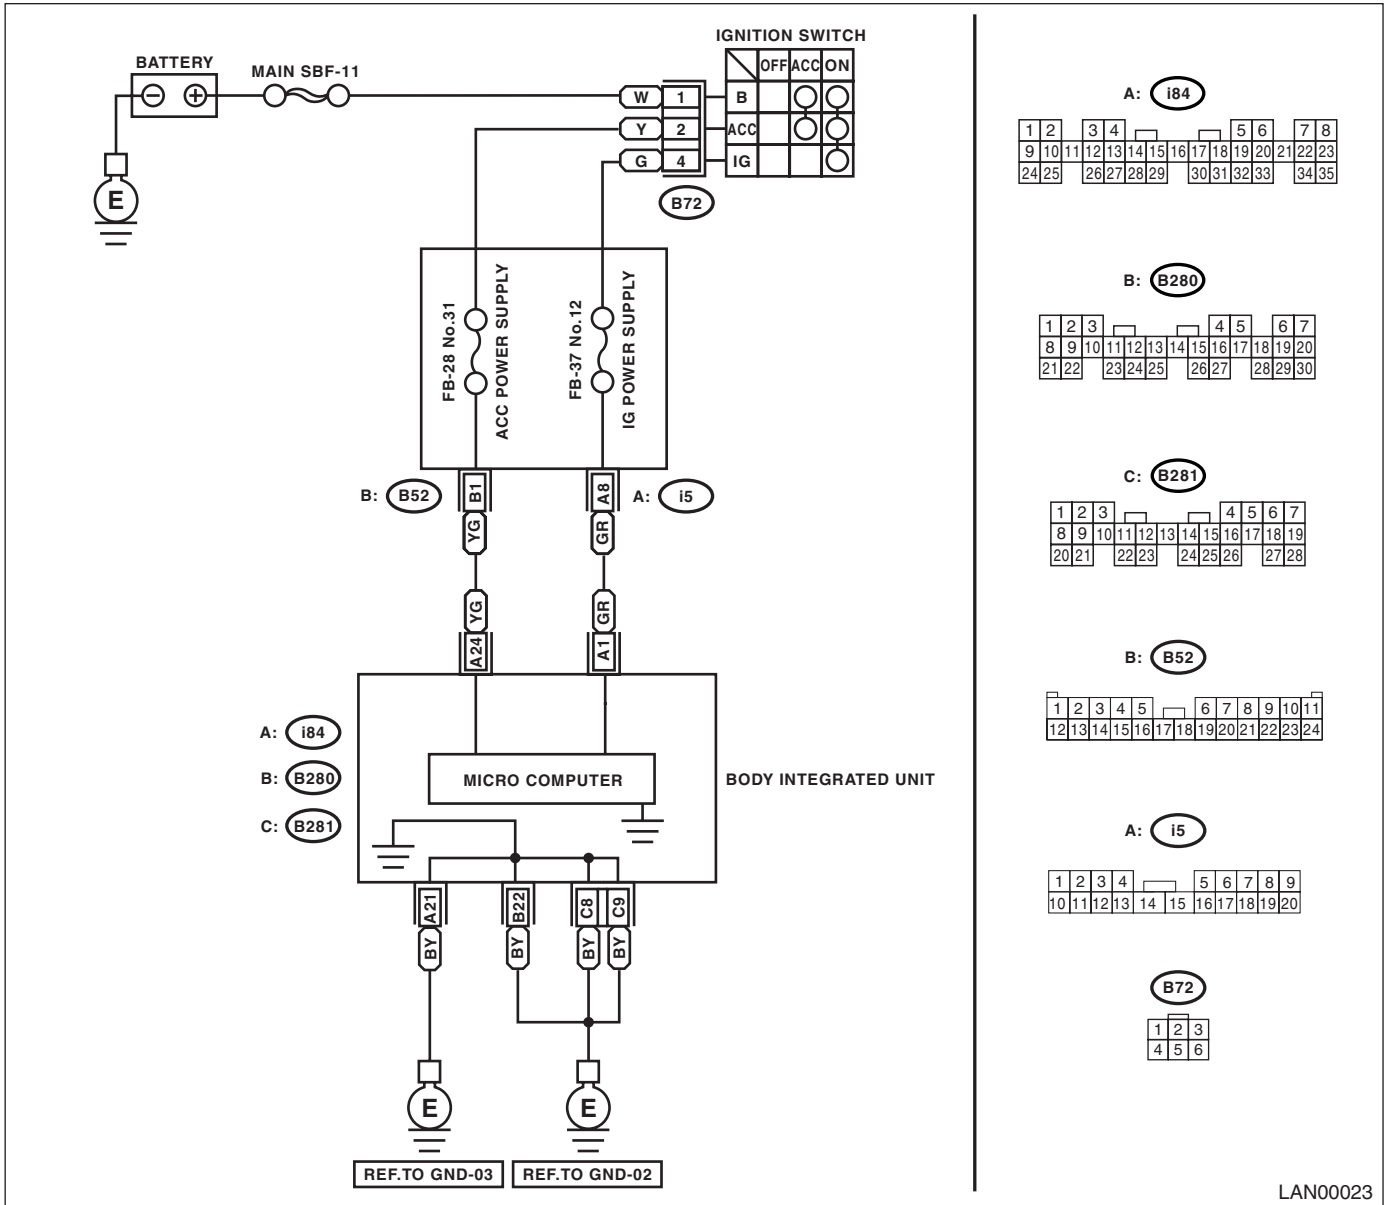 IGNITION SWITCH
BATTERY
MAIN SBF-11
OFF ACC ON
W 1 B
Y 2 ACC
G 4 IG
B72
E
FB-28 No.31
ACC POWER SUPPLY
FB-37 No.12
IG POWER SUPPLY
B: B52
B1
A8
A: i5
YG
GR
YG
GR
A24
A1
A: i84
B: B280
C: B281
MICRO COMPUTER
BODY INTEGRATED UNIT
A21
B22
C8
C9
BY
BY
BY
BY
E
E
REF.TO GND-03
REF.TO GND-02
A: i84
1 2 3 4 5 6 7 8
9 10 11 12 13 14 15 16 17 18 19 20 21 22 23
24 25 26 27 28 29 30 31 32 33 34 35
B: B280
1 2 3 4 5 6 7
8 9 10 11 12 13 14 15 16 17 18 19 20
21 22 23 24 25 26 27 28 29 30
C: B281
1 2 3 4 5 6 7
8 9 10 11 12 13 14 15 16 17 18 19
20 21 22 23 24 25 26 27 28
B: B52
1 2 3 4 5 6 7 8 9 10 11
12 13 14 15 16 17 18 19 20 21 22 23 24
A: i5
1 2 3 4 5 6 7 8 9
10 11 12 13 14 15 16 17 18 19 20
B72
1 2 3
4 5 6
LAN00023